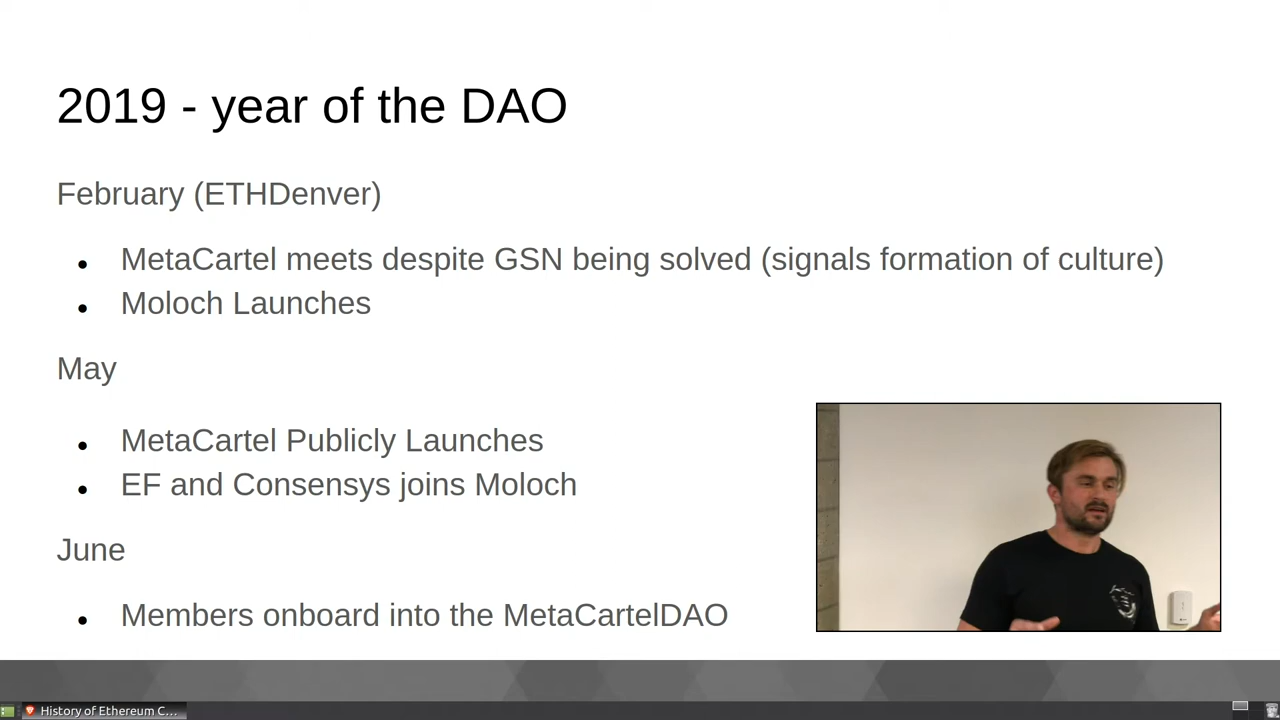 2019 - year of the DAO
February (ETHDenver)
● MetaCartel meets despite GSN being solved (signals formation of culture)
● Moloch Launches
May
● MetaCartel Publicly Launches
● EF and Consensys joins Moloch
June
● Members onboard into the MetaCartelDAO
History of Ethereum C...